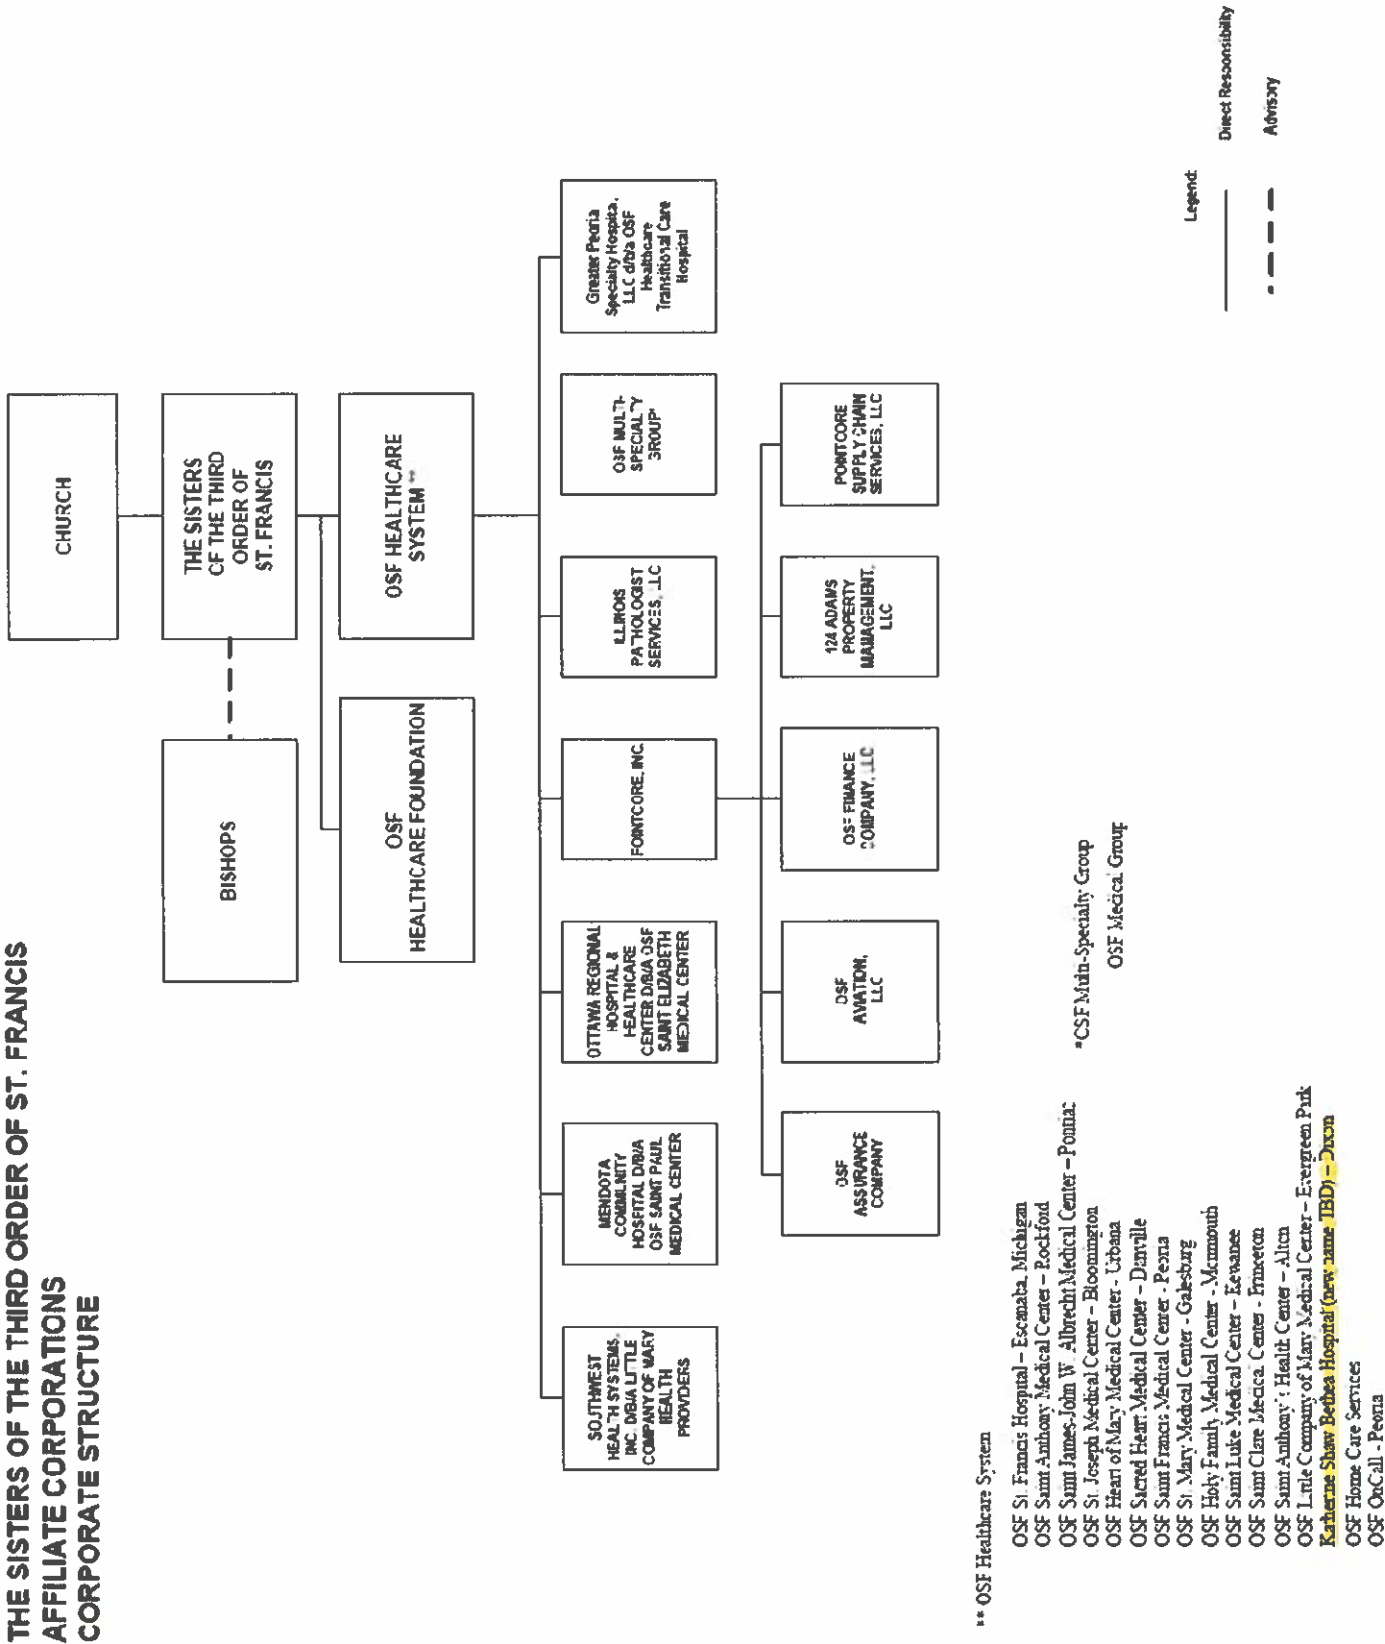 THE SISTERS OF THE THIRD ORDER OF ST. FRANCIS
AFFILIATE CORPORATIONS
CORPORATE STRUCTURE
CHURCH
BISHOPS
THE SISTERS
OF THE THIRD
ORDER OF
ST. FRANCIS
OSF
HEALTHCARE FOUNDATION
OSF HEALTHCARE
SYSTEM **
SOUTHWEST
HEALTH SYSTEMS,
INC. D/B/A LITTLE
COMPANY OF MARY
HEALTH
PROVIDERS
MENDOTA
COMMUNITY
HOSPITAL D/B/A
OSF SAINT PAUL
MEDICAL CENTER
OTTAWA REGIONAL
HOSPITAL &
HEALTHCARE
CENTER D/B/A OSF
SAINT ELIZABETH
MEDICAL CENTER
POINTCORE, INC.
ILLINOIS
PATHOLOGIST
SERVICES, LLC
OSF MULTI-
SPECIALTY
GROUP*
Greater Peoria
Specialty Hospital,
LLC d/b/a OSF
Healthcare
Transitional Care
Hospital
OSF
ASSURANCE
COMPANY
OSF
AVIATION,
LLC
OSF FINANCE
COMPANY, LLC
124 ADAMS
PROPERTY
MANAGEMENT,
LLC
POINTCORE
SUPPLY CHAIN
SERVICES, LLC
** OSF Healthcare System
OSF St. Francis Hospital – Escanaba, Michigan
OSF Saint Anthony Medical Center – Rockford
OSF Saint James-John W. Albrecht Medical Center – Pontiac
OSF St. Joseph Medical Center – Bloomington
OSF Heart of Mary Medical Center - Urbana
OSF Sacred Heart Medical Center – Danville
OSF Saint Francis Medical Center - Peoria
OSF St. Mary Medical Center - Galesburg
OSF Holy Family Medical Center - Monmouth
OSF Saint Luke Medical Center – Kewanee
OSF Saint Clare Medical Center - Princeton
OSF Saint Anthony's Health Center – Alton
OSF Little Company of Mary Medical Center – Evergreen Park
Katherine Shaw Bethea Hospital (new name TBD) – Dixon
OSF Home Care Services
OSF OnCall - Peoria
*OSF Multi-Specialty Group
OSF Medical Group
Legend:
Direct Responsibility
Advisory